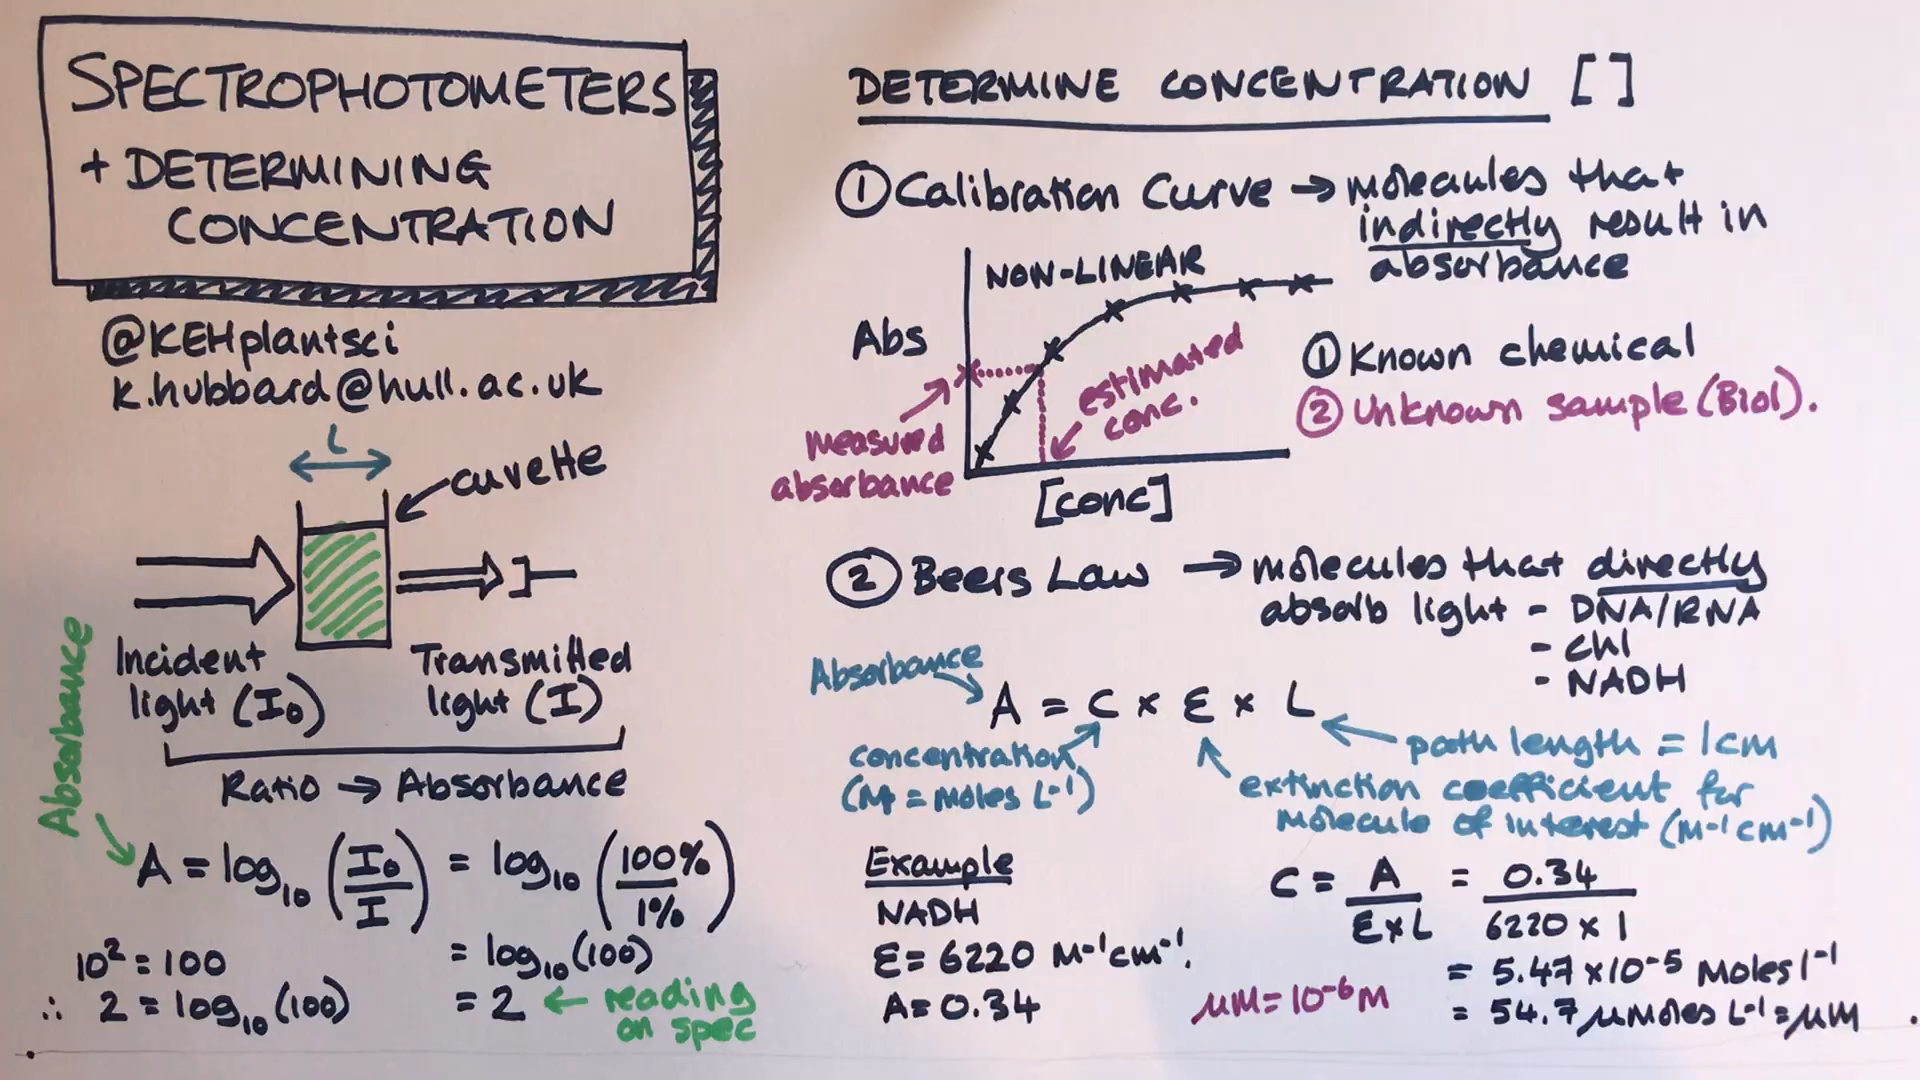 SPECTROPHOTOMETERS
+ DETERMINING
CONCENTRATION
@KEHplantsci
k.hubbard@hull.ac.uk
L
cuvette
Incident
light (I₀)
Transmitted
light (I)
Ratio → Absorbance
Absorbance
A = log₁₀ (I₀/I) = log₁₀ (100%/1%)
10² = 100
= log₁₀(100)
∴ 2 = log₁₀(100)
= 2 ← reading
on spec
DETERMINE CONCENTRATION []
① Calibration Curve → molecules that
indirectly result in
absorbance
NON-LINEAR
Abs
measured
absorbance
estimated
conc.
[conc]
① Known chemical
② Unknown sample (Biol).
② Beers Law → molecules that directly
absorb light - DNA/RNA
- chl
- NADH
Absorbance
A = C × E × L
concentration
(M = moles L⁻¹)
path length = 1cm
extinction coefficient for
molecule of interest (M⁻¹cm⁻¹)
Example
NADH
E = 6220 M⁻¹cm⁻¹.
A = 0.34
C = A/E×L = 0.34/6220 × 1
= 5.47 ×10⁻⁵ Moles l⁻¹
μM = 10⁻⁶M
= 54.7 μmoles L⁻¹ = μM